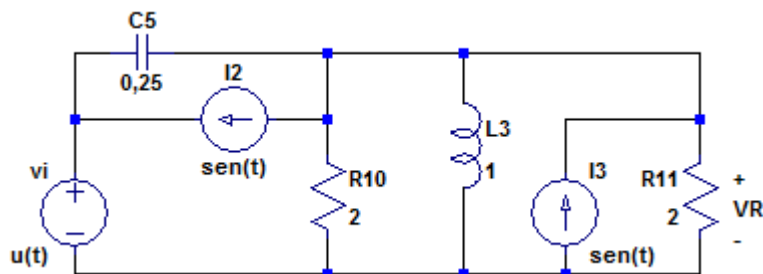 C5
0,25
I2
sen(t)
vi
+
−
u(t)
R10
2
L3
1
I3
sen(t)
R11
2
+
VR
-